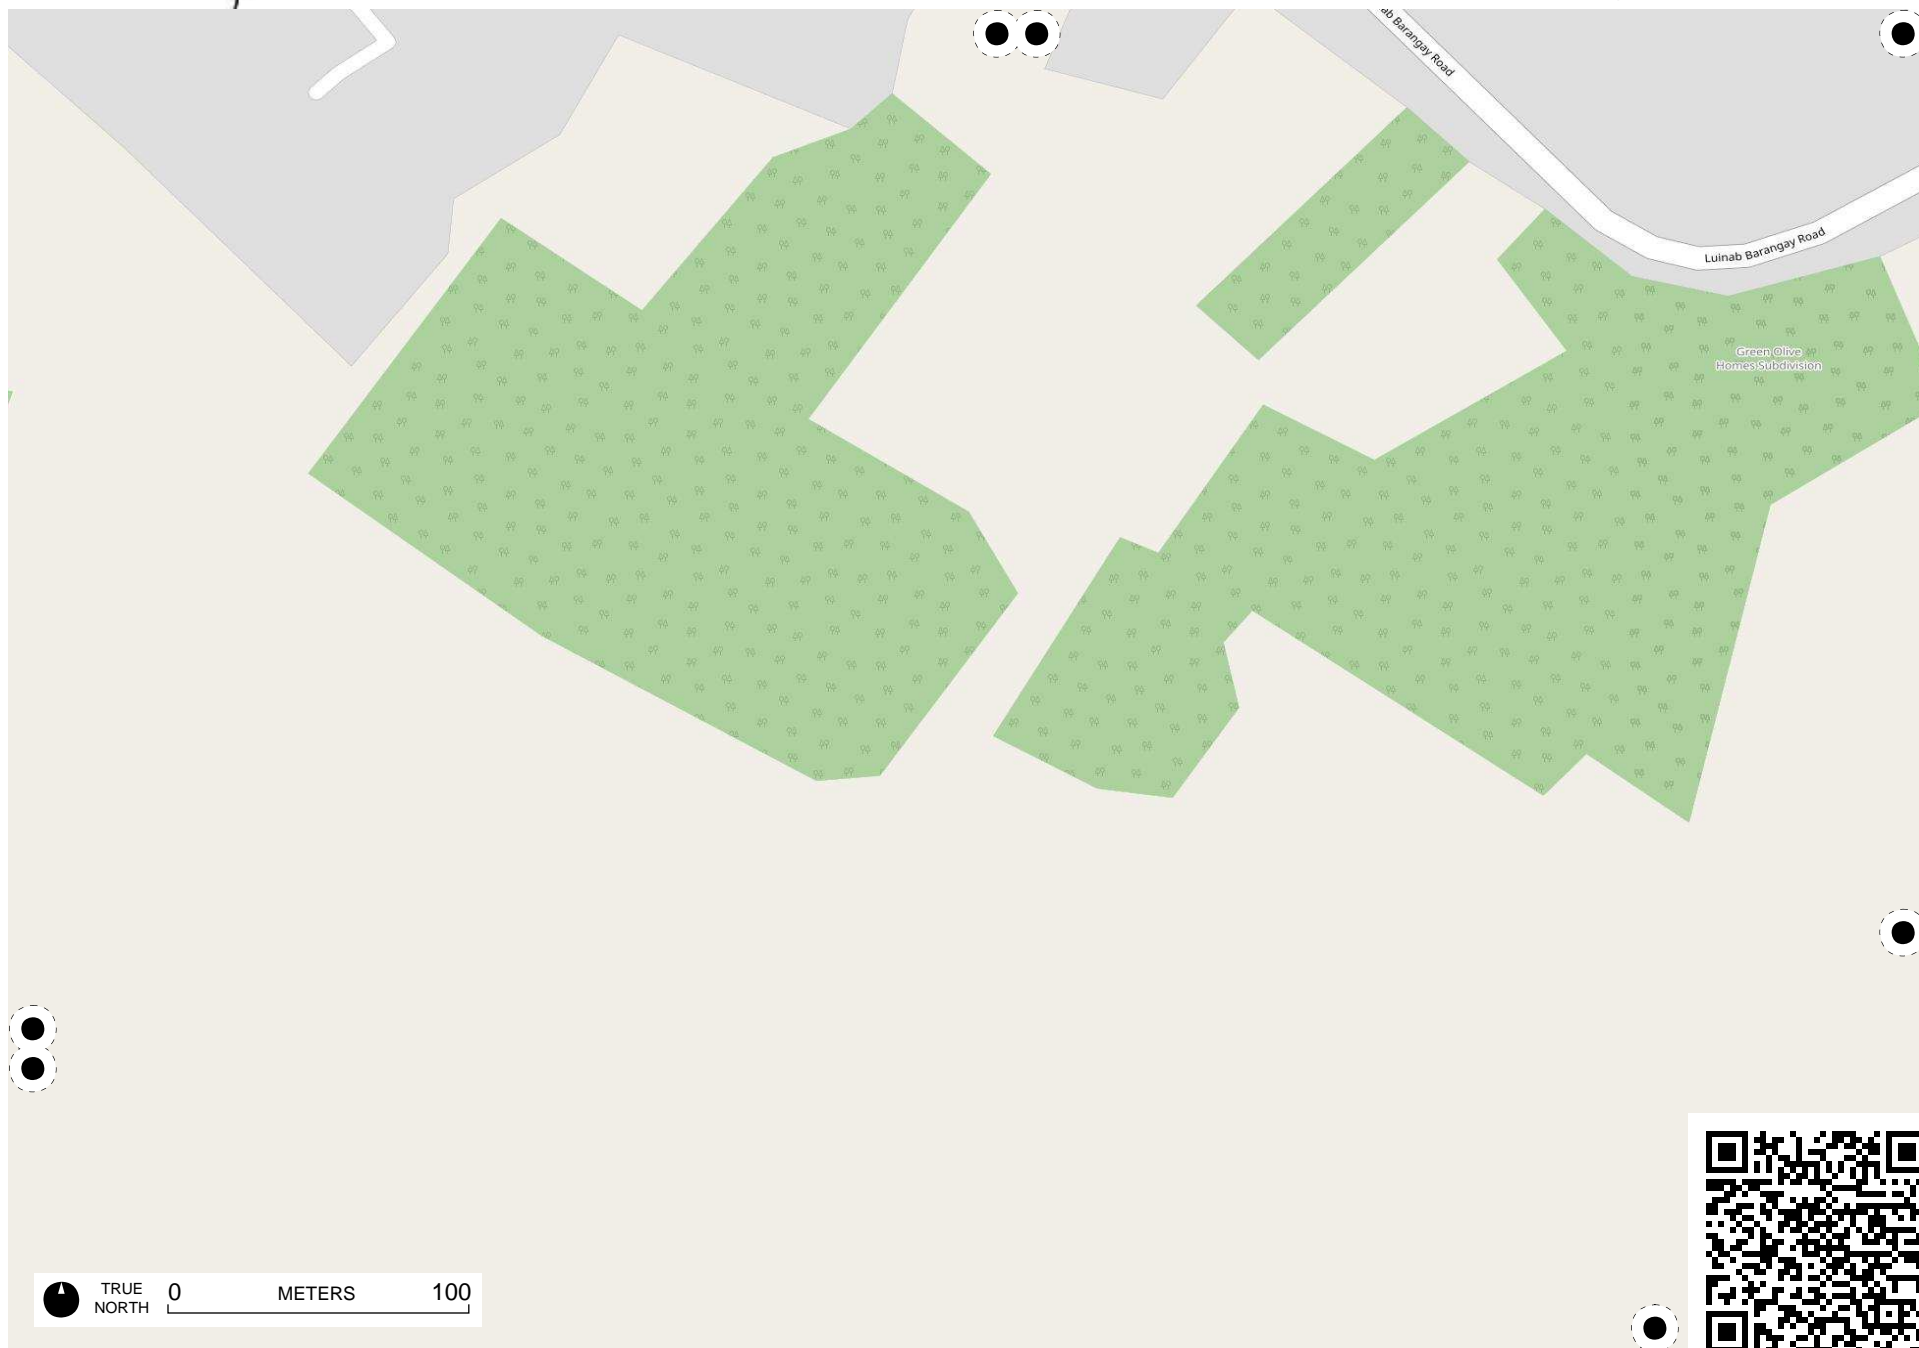 ab Barangay Road
Luinab Barangay Road
Green Olive
Homes Subdivision
TRUE
NORTH
0 METERS 100